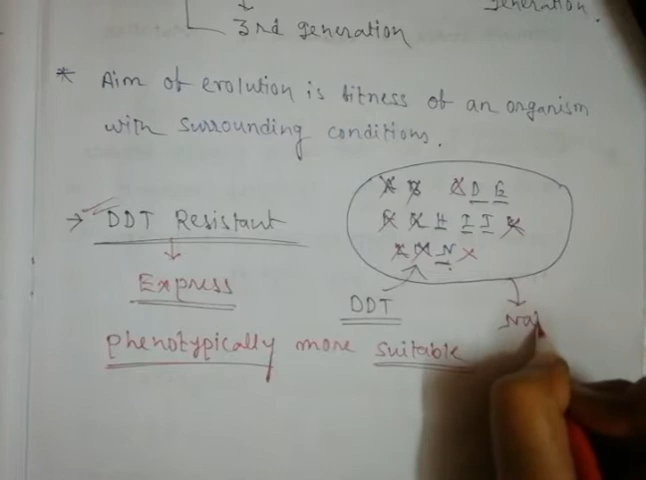 generation.
3rd generation
* Aim of evolution is fitness of an organism
with surrounding conditions.
D E
→ DDT Resistant
H I J
N
Express
DDT
phenotypically more suitable